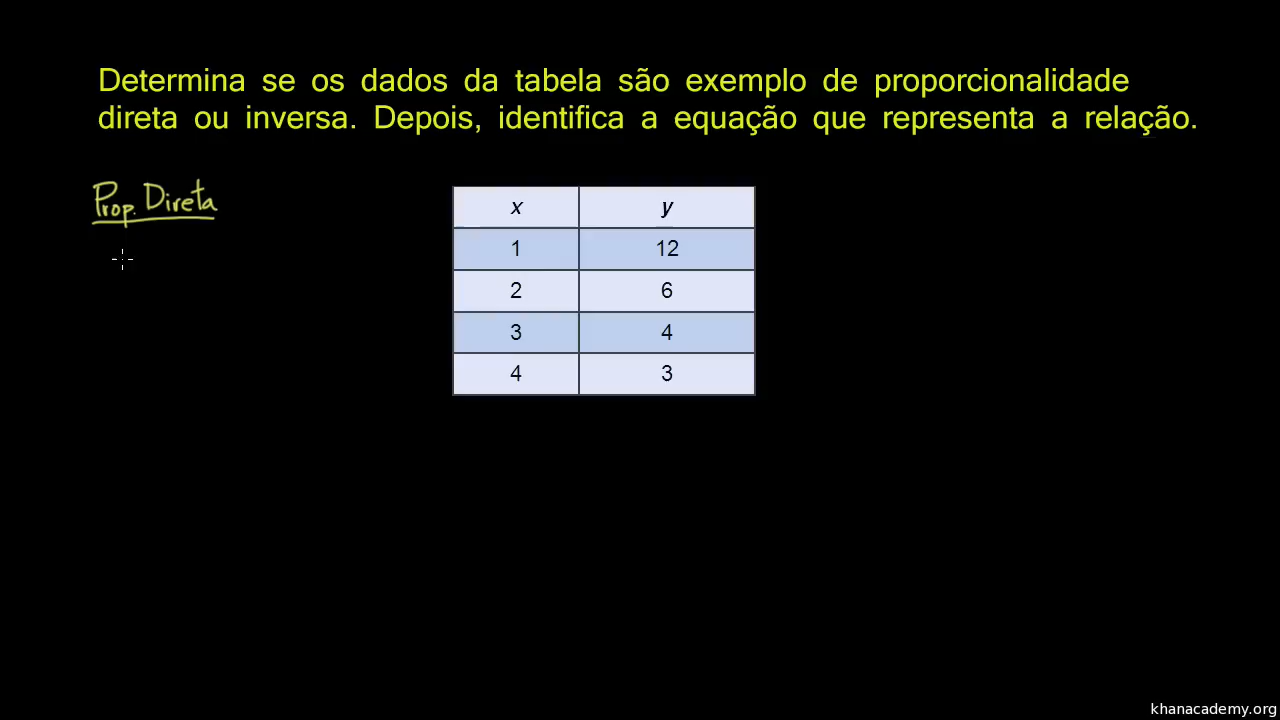 Determina se os dados da tabela são exemplo de proporcionalidade
direta ou inversa. Depois, identifica a equação que representa a relação.
Prop. Direta
x y
1 12
2 6
3 4
4 3
khanacademy.org